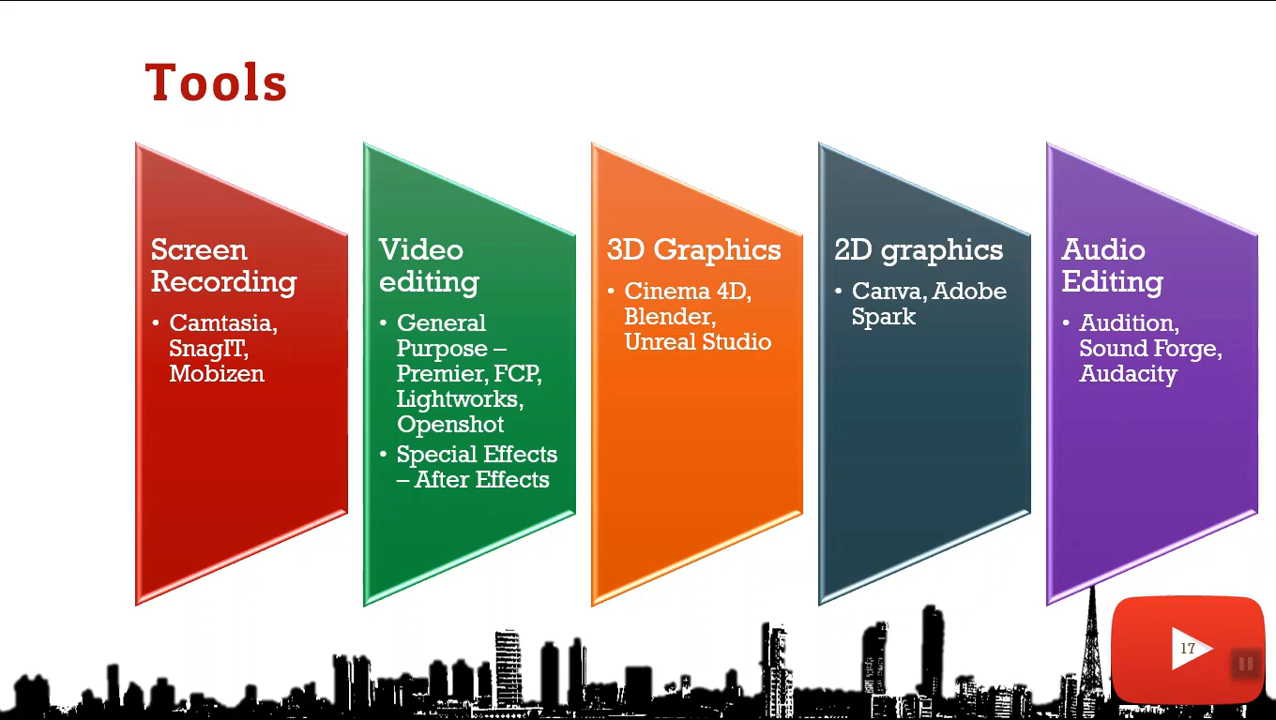 Tools
Screen
Recording
• Camtasia,
SnagIT,
Mobizen
Video
editing
• General
Purpose –
Premier, FCP,
Lightworks,
Openshot
• Special Effects
– After Effects
3D Graphics
• Cinema 4D,
Blender,
Unreal Studio
2D graphics
• Canva, Adobe
Spark
Audio
Editing
• Audition,
Sound Forge,
Audacity
17